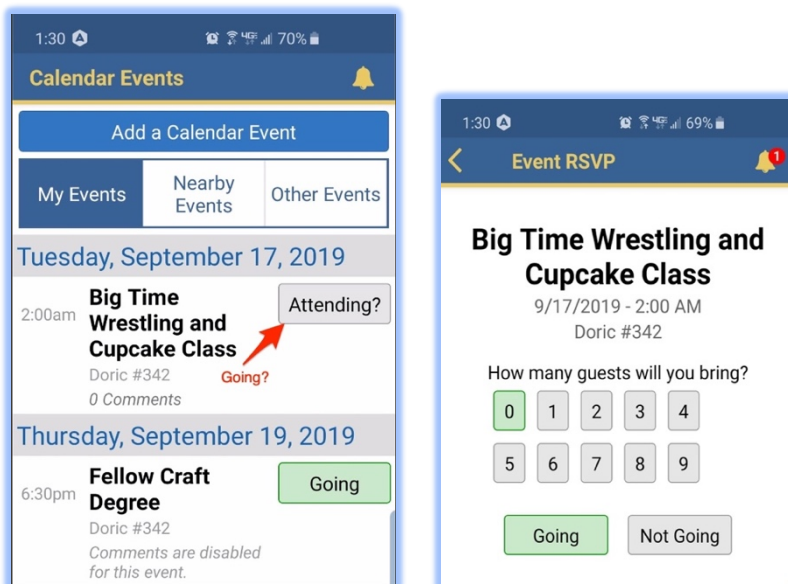 1:30
4G 70%
Calendar Events
Add a Calendar Event
My Events
Nearby
Events
Other Events
Tuesday, September 17, 2019
2:00am
Big Time
Wrestling and
Cupcake Class
Attending?
Doric #342
Going?
0 Comments
Thursday, September 19, 2019
6:30pm
Fellow Craft
Degree
Going
Doric #342
Comments are disabled
for this event.
1:30
69%
Event RSVP
1
Big Time Wrestling and
Cupcake Class
9/17/2019 - 2:00 AM
Doric #342
How many guests will you bring?
0 1 2 3 4
5 6 7 8 9
Going Not Going